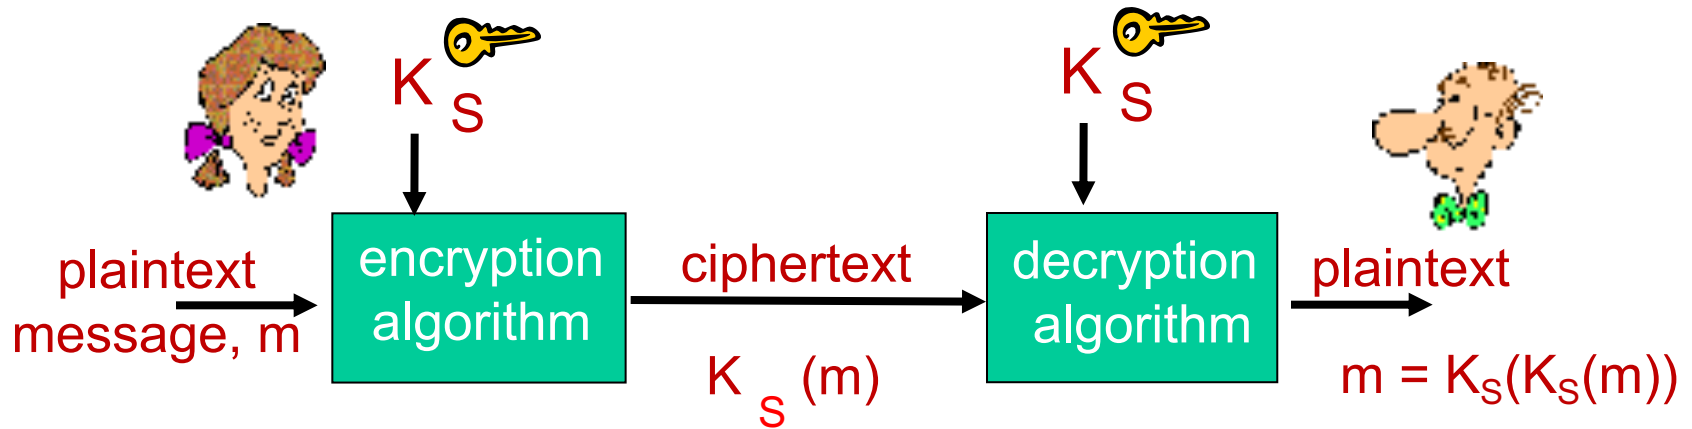 K S
K S
plaintext
message, m
encryption
algorithm
ciphertext
K S (m)
decryption
algorithm
plaintext
m = KS(KS(m))